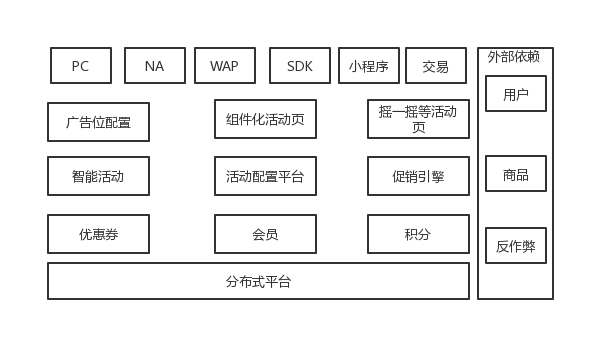 PC
NA
WAP
SDK
小程序
交易
外部依赖
用户
广告位配置
组件化活动页
摇一摇等活动
页
智能活动
活动配置平台
促销引擎
商品
优惠券
会员
积分
反作弊
分布式平台